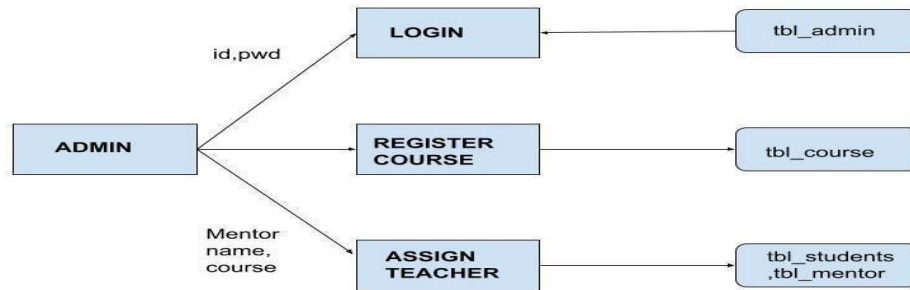 LOGIN
tbl_admin
id,pwd
ADMIN
REGISTER
COURSE
tbl_course
Mentor
name,
course
ASSIGN
TEACHER
tbl_students
,tbl_mentor